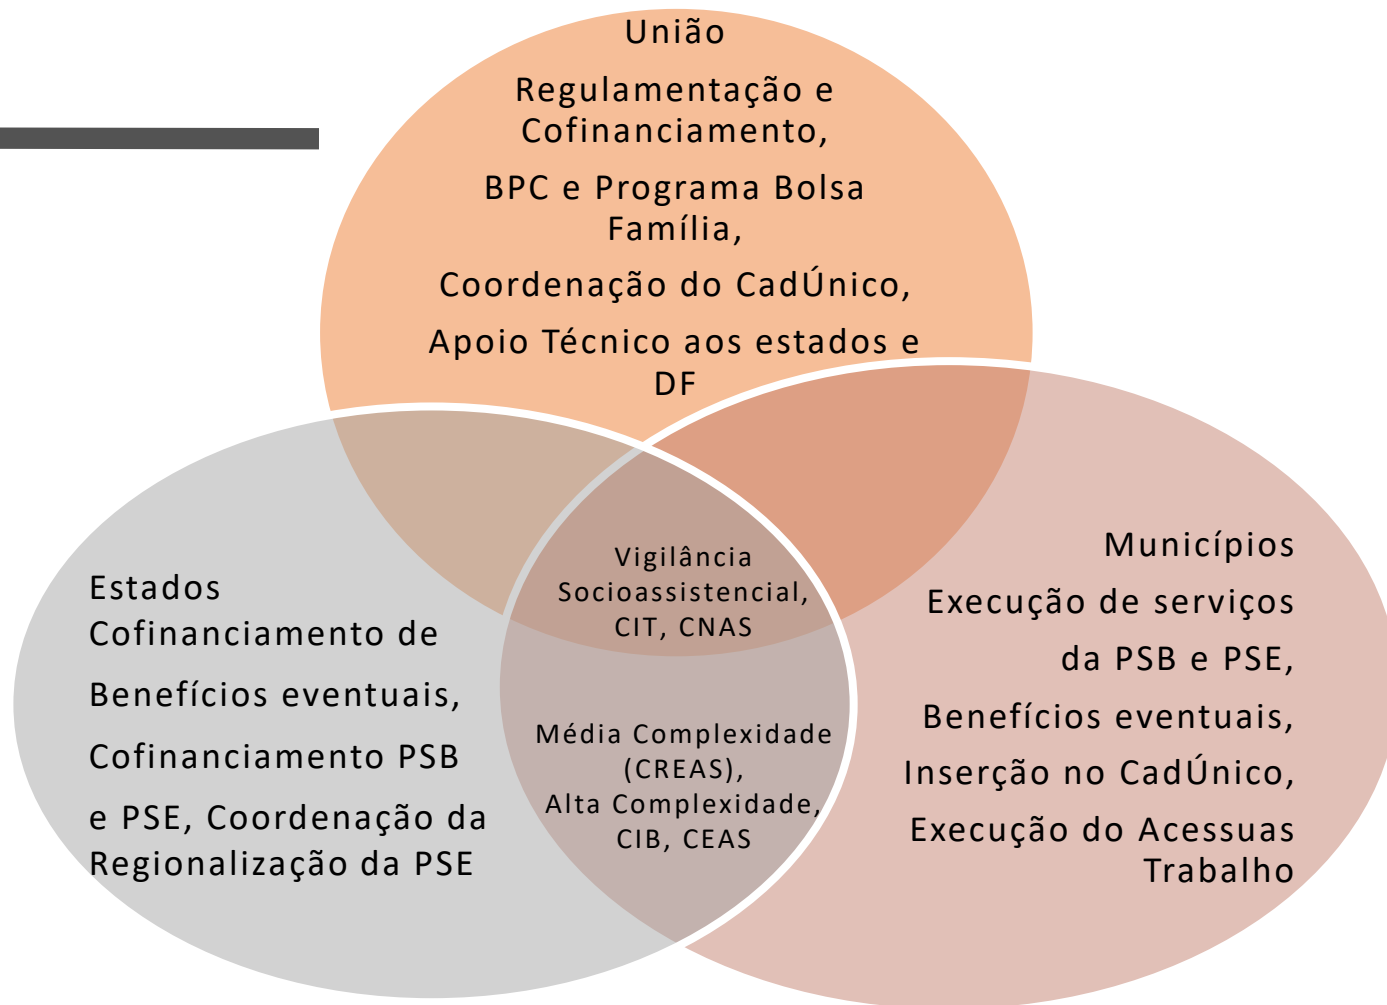 União
Regulamentação e
Cofinanciamento,
BPC e Programa Bolsa
Família,
Coordenação do CadÚnico,
Apoio Técnico aos estados e
DF
Estados
Cofinanciamento de
Benefícios eventuais,
Cofinanciamento PSB
e PSE, Coordenação da
Regionalização da PSE
Vigilância
Socioassistencial,
CIT, CNAS
Média Complexidade
(CREAS),
Alta Complexidade,
CIB, CEAS
Municípios
Execução de serviços
da PSB e PSE,
Benefícios eventuais,
Inserção no CadÚnico,
Execução do Acessuas
Trabalho